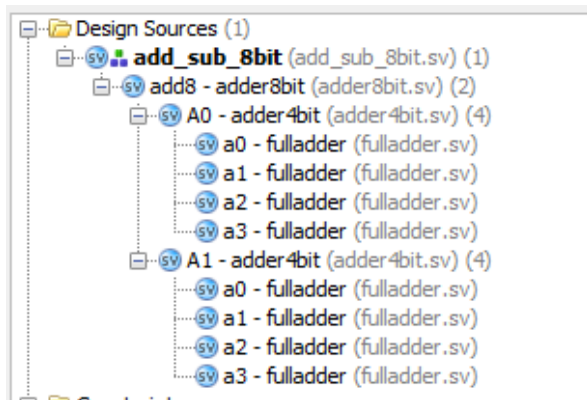 Design Sources (1)
add_sub_8bit (add_sub_8bit.sv) (1)
add8 - adder8bit (adder8bit.sv) (2)
A0 - adder4bit (adder4bit.sv) (4)
a0 - fulladder (fulladder.sv)
a1 - fulladder (fulladder.sv)
a2 - fulladder (fulladder.sv)
a3 - fulladder (fulladder.sv)
A1 - adder4bit (adder4bit.sv) (4)
a0 - fulladder (fulladder.sv)
a1 - fulladder (fulladder.sv)
a2 - fulladder (fulladder.sv)
a3 - fulladder (fulladder.sv)